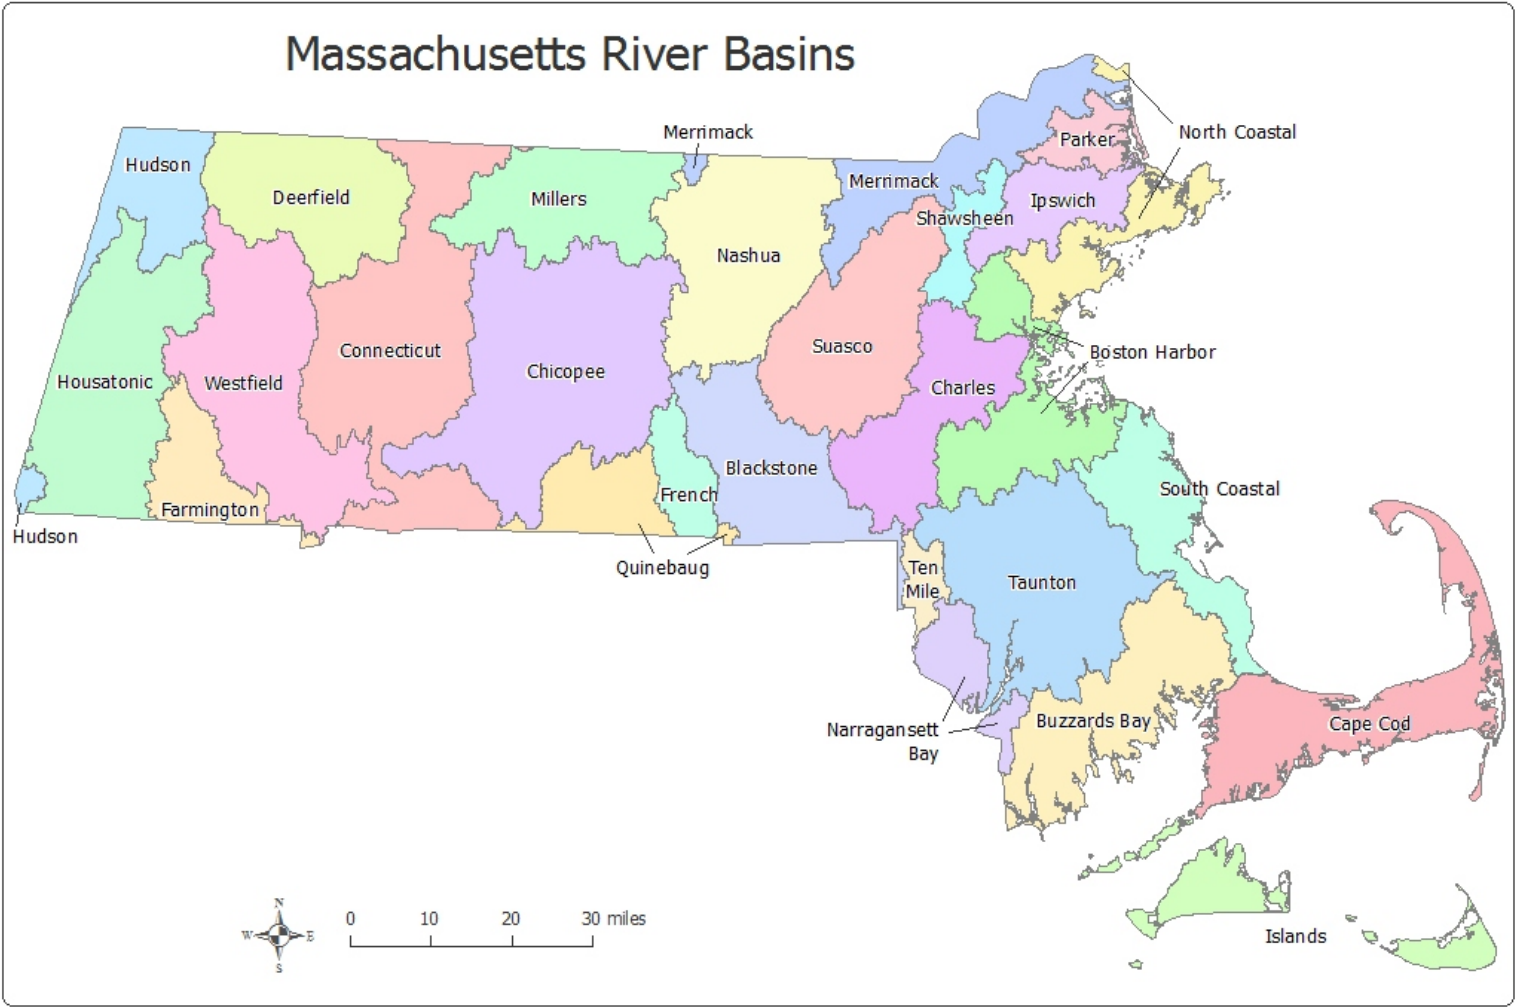 Massachusetts River Basins
Merrimack
North Coastal
Parker
Hudson
Merrimack
Deerfield
Millers
Ipswich
Shawsheen
Nashua
Suasco
Connecticut
Boston Harbor
Chicopee
Housatonic
Westfield
Charles
Blackstone
South Coastal
French
Farmington
Hudson
Quinebaug
Ten
Mile
Taunton
Buzzards Bay
Cape Cod
Narragansett
Bay
N
W E
S
0 10 20 30 miles
Islands